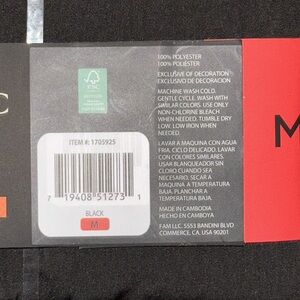 C
FSC
ITEM #: 1705925
7 19408 51273 1
BLACK
M
100% POLYESTER
100% POLIÉSTER
EXCLUSIVE OF DECORATION
EXCLUSIVO DE DECORACIÓN
MACHINE WASH COLD.
GENTLE CYCLE. WASH WITH
SIMILAR COLORS. USE ONLY
NON-CHLORINE BLEACH
WHEN NEEDED. TUMBLE DRY
LOW. LOW IRON WHEN
NEEDED.
LAVAR A MAQUINA CON AGUA
FRIA. CICLO DELICADO. LAVAR
CON COLORES SIMILARES.
USAR BLANQUEADOR SIN
CLORO CUANDO SEA
NECESARIO. SECAR A
MAQUINA A TEMPERATURA
BAJA. PLANCHAR A
TEMPERATURA BAJA.
MADE IN CAMBODIA
HECHO EN CAMBOYA
FAM LLC. 5553 BANDINI BLVD
COMMERCE, CA, USA 90201
M